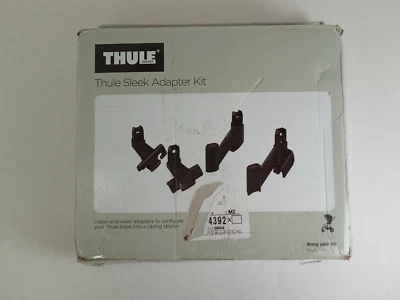 THULE
Thule Sleek Adapter Kit
Upper and lower adapters to configure
your Thule Sleek into a sibling stroller
M2
4392
Bring your life